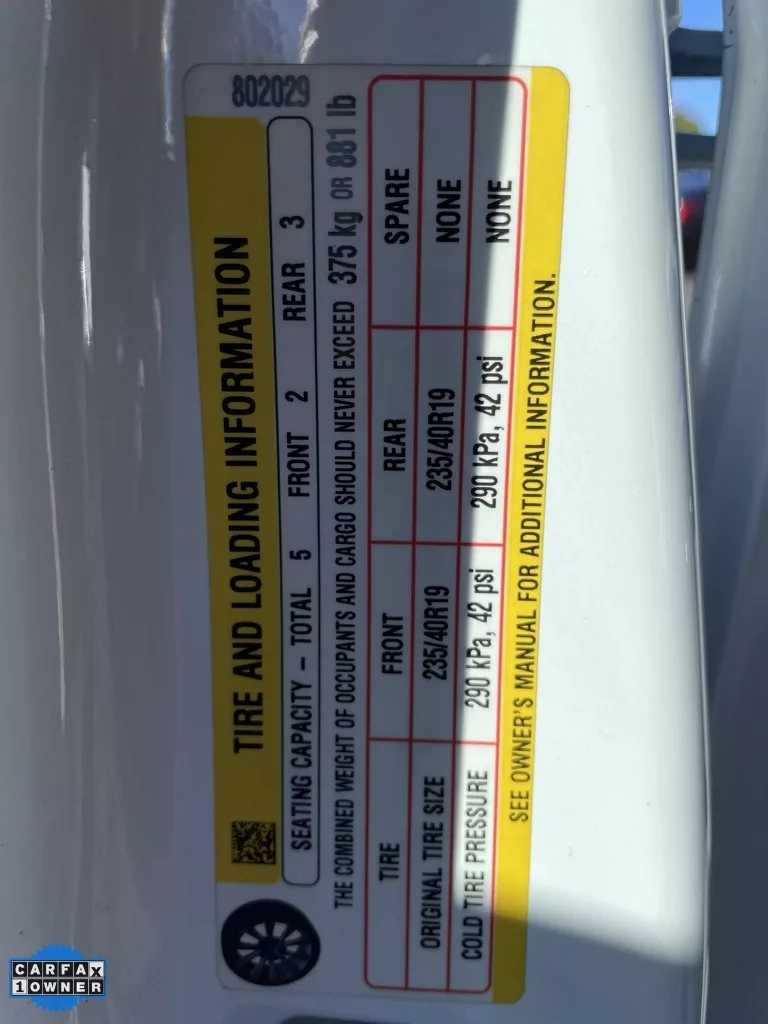 802029
TIRE AND LOADING INFORMATION
SEATING CAPACITY – TOTAL 5 FRONT 2 REAR 3
THE COMBINED WEIGHT OF OCCUPANTS AND CARGO SHOULD NEVER EXCEED 375 kg OR 881 lb
TIRE FRONT REAR SPARE
ORIGINAL TIRE SIZE 235/40R19 235/40R19 NONE
COLD TIRE PRESSURE 290 kPa, 42 psi 290 kPa, 42 psi NONE
SEE OWNER'S MANUAL FOR ADDITIONAL INFORMATION.
CARFAX
1OWNER